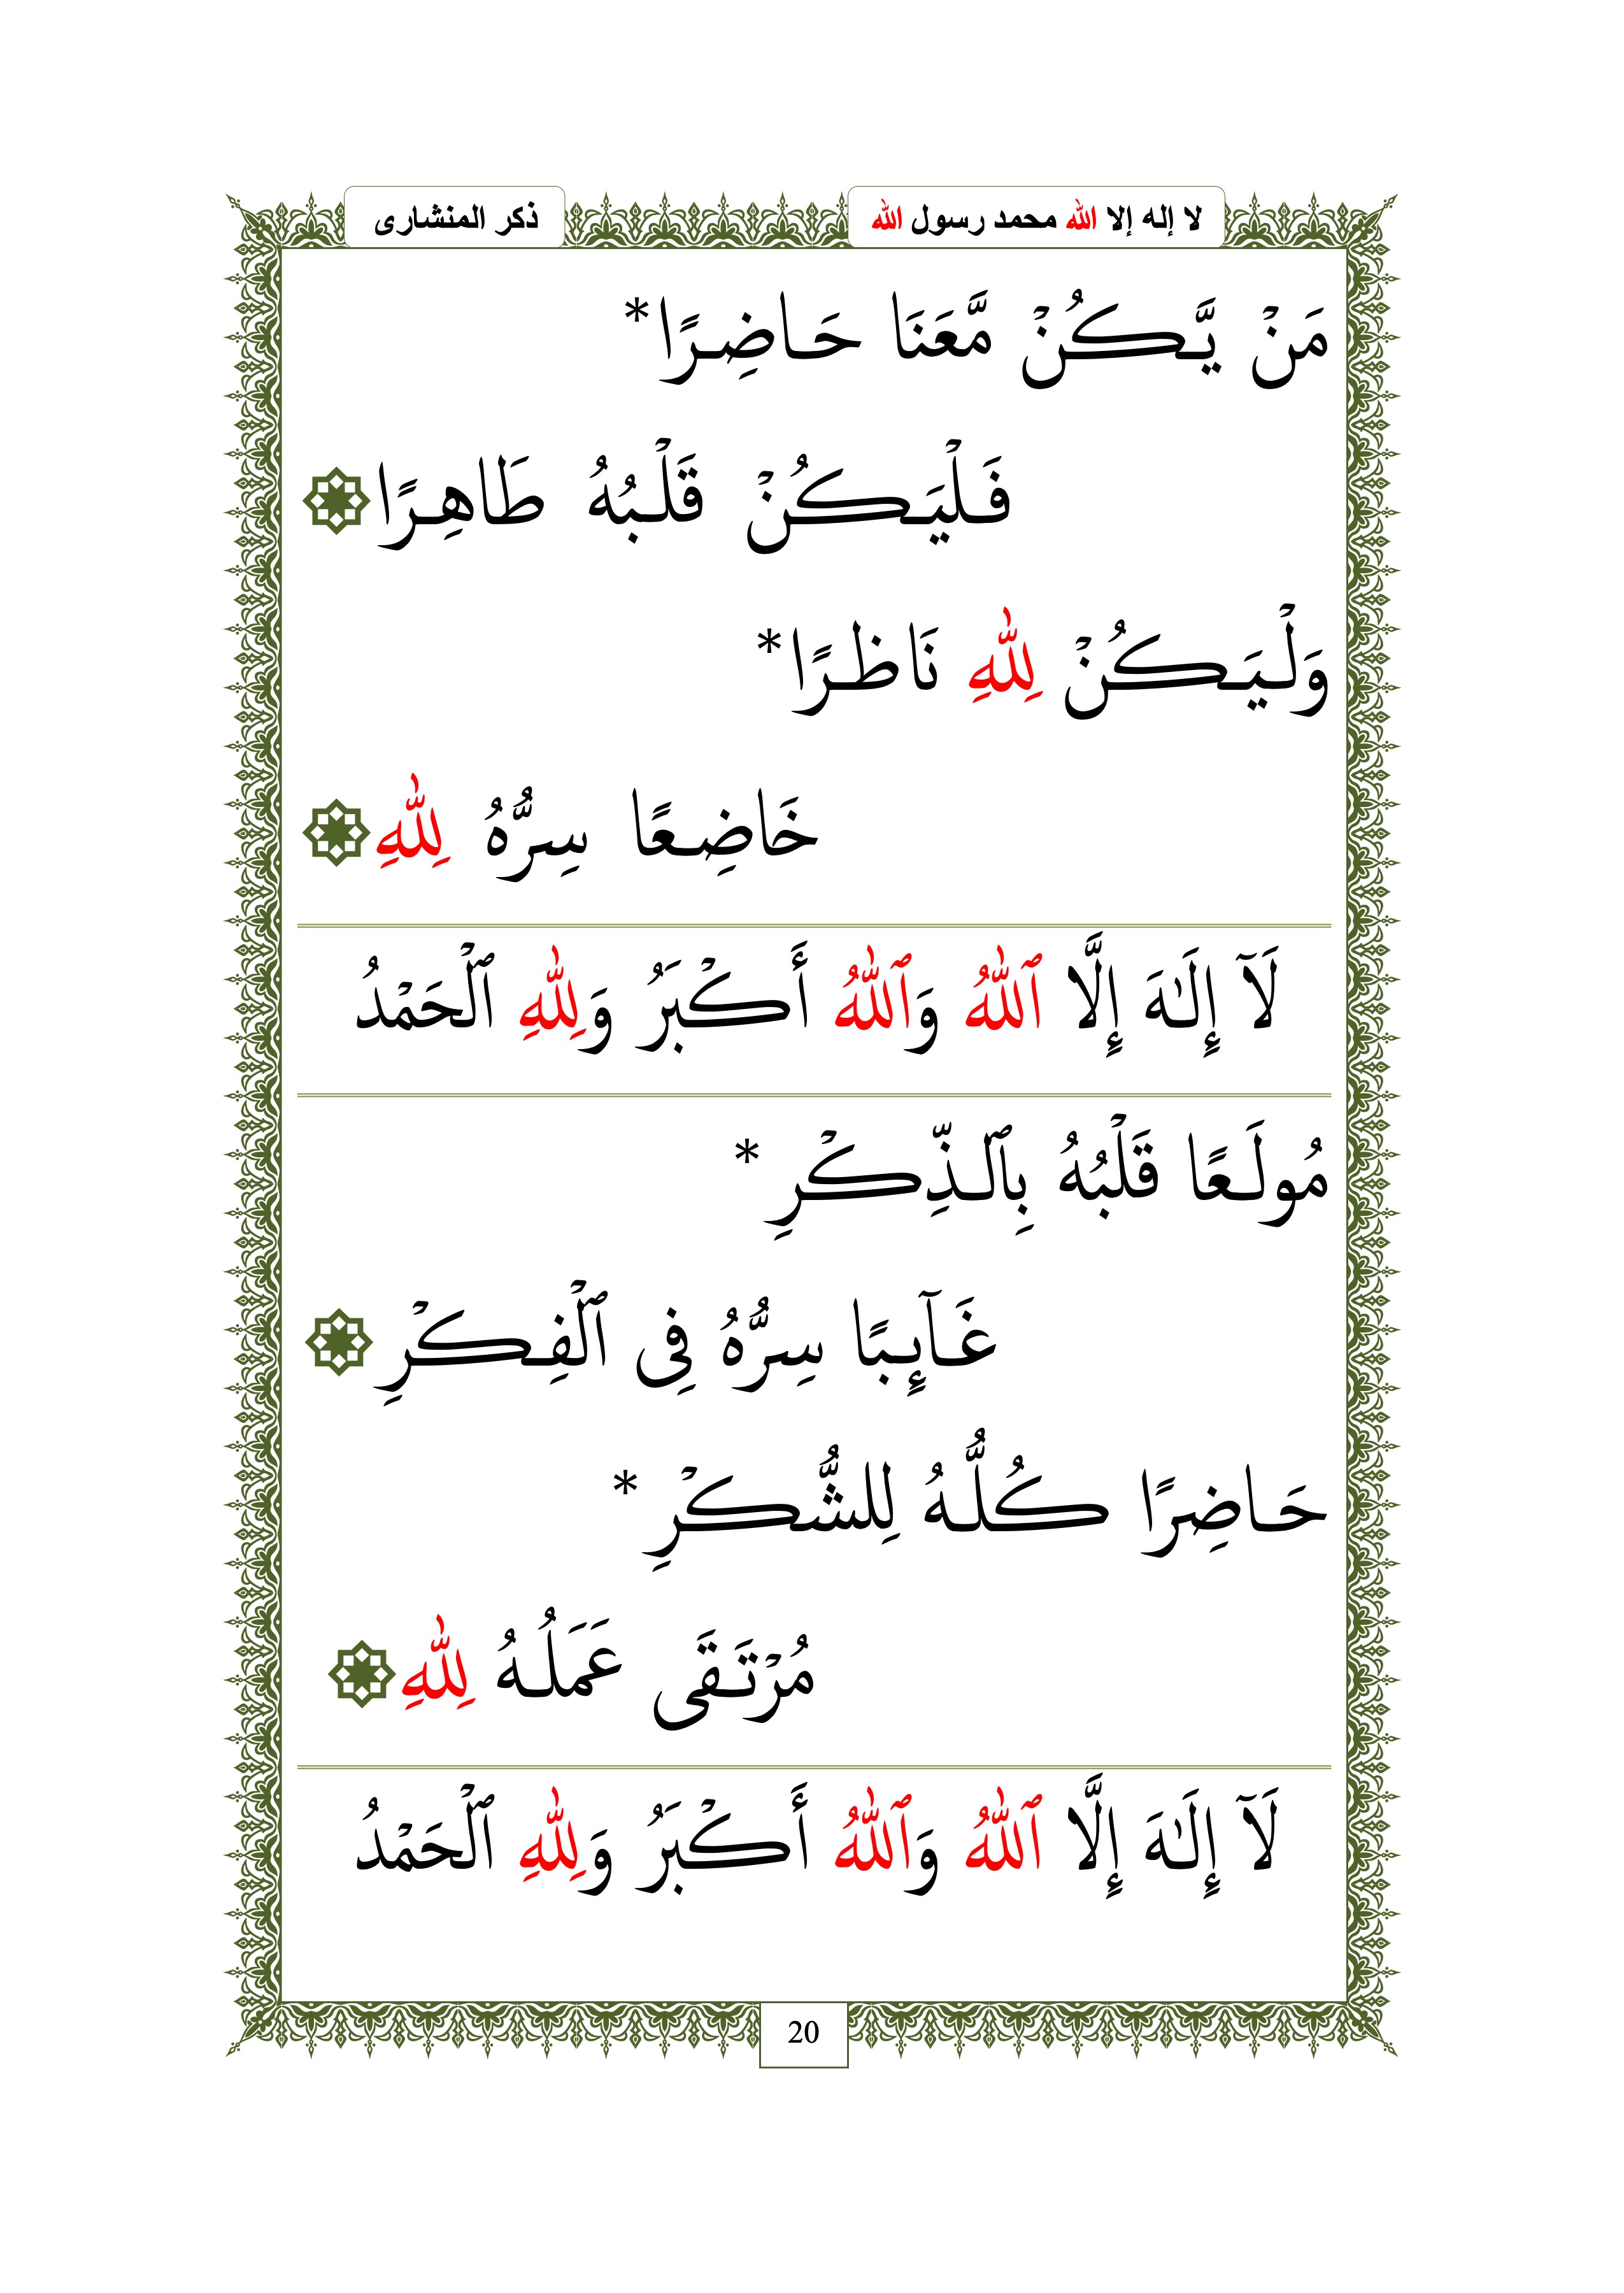 لا إله إلا الله محمد رسول الله
ذكر المنشارى
مَنْ يَّكُنْ مَّعَنَا حَاضِرًا*
فَلْيَكُنْ قَلْبُهُ طَاهِرًا۞
وَلْيَكُنْ لِلّٰهِ نَاظرًا*
خَاضِعًا سِرُّهُ لِلّٰهِ۞
لَآ إِلَٰهَ إِلَّا ٱللّٰهُ وَٱللّٰهُ أَكْبَرُ وَلِلّٰهِ ٱلْحَمْدُ
مُولَعًا قَلْبُهُ بِٱلذِّكْرِ*
غَآئِبًا سِرُّهُ فِى ٱلْفِكْرِ۞
حَاضِرًا كُلُّهُ لِلشُّكْرِ*
مُرْتَقَى عَمَلُهُ لِلّٰهِ۞
لَآ إِلَٰهَ إِلَّا ٱللّٰهُ وَٱللّٰهُ أَكْبَرُ وَلِلّٰهِ ٱلْحَمْدُ
20